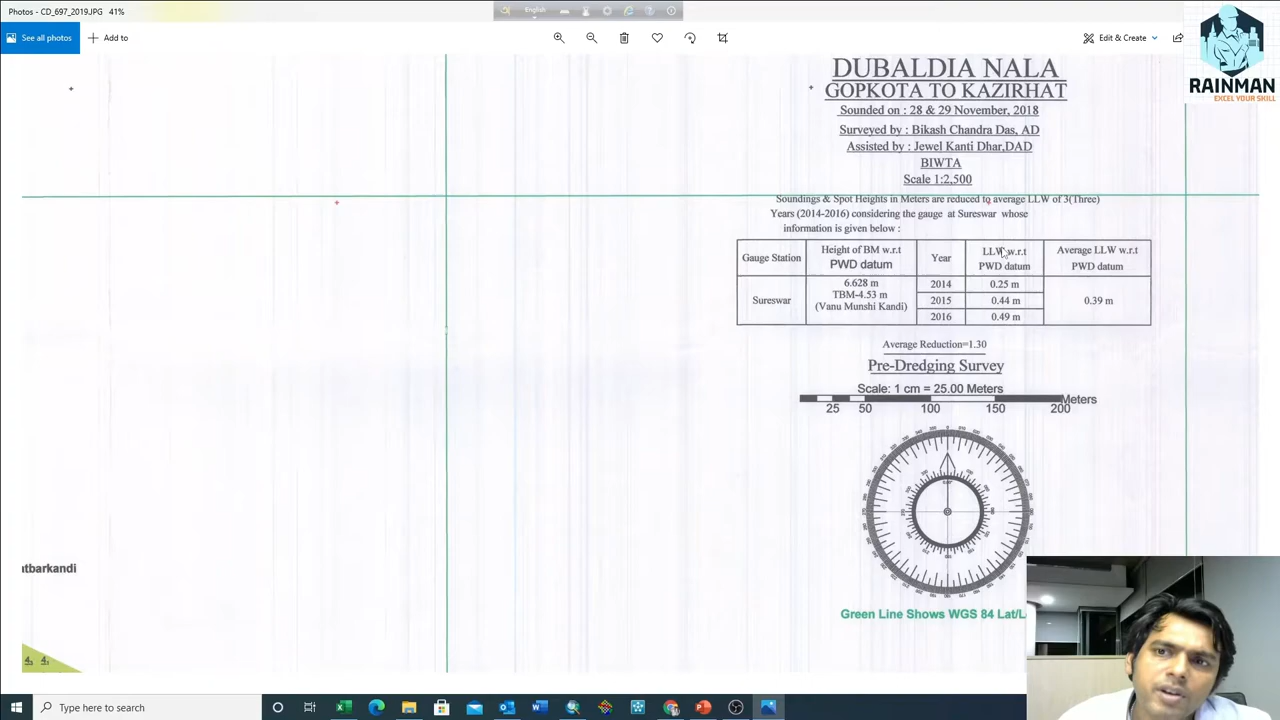 Photos - CD_697_2019.JPG 41%
English
See all photos
Add to
Edit & Create
RAINMAN
EXCEL YOUR SKILL
DUBALDIA NALA
GOPKOTA TO KAZIRHAT
Sounded on : 28 & 29 November, 2018
Surveyed by : Bikash Chandra Das, AD
Assisted by : Jewel Kanti Dhar,DAD
BIWTA
Scale 1:2,500
Soundings & Spot Heights in Meters are reduced to average LLW of 3(Three)
Years (2014-2016) considering the gauge at Sureswar whose
information is given below :
Gauge Station
Height of BM w.r.t
PWD datum
Year
LLW w.r.t
PWD datum
Average LLW w.r.t
PWD datum
Sureswar
6.628 m
TBM-4.53 m
(Vanu Munshi Kandi)
2014 0.25 m
2015 0.44 m
2016 0.49 m
0.39 m
Average Reduction=1.30
Pre-Dredging Survey
Scale: 1 cm = 25.00 Meters
Meters
25 50 100 150 200
Green Line Shows WGS 84 Lat/L
tbarkandi
Type here to search